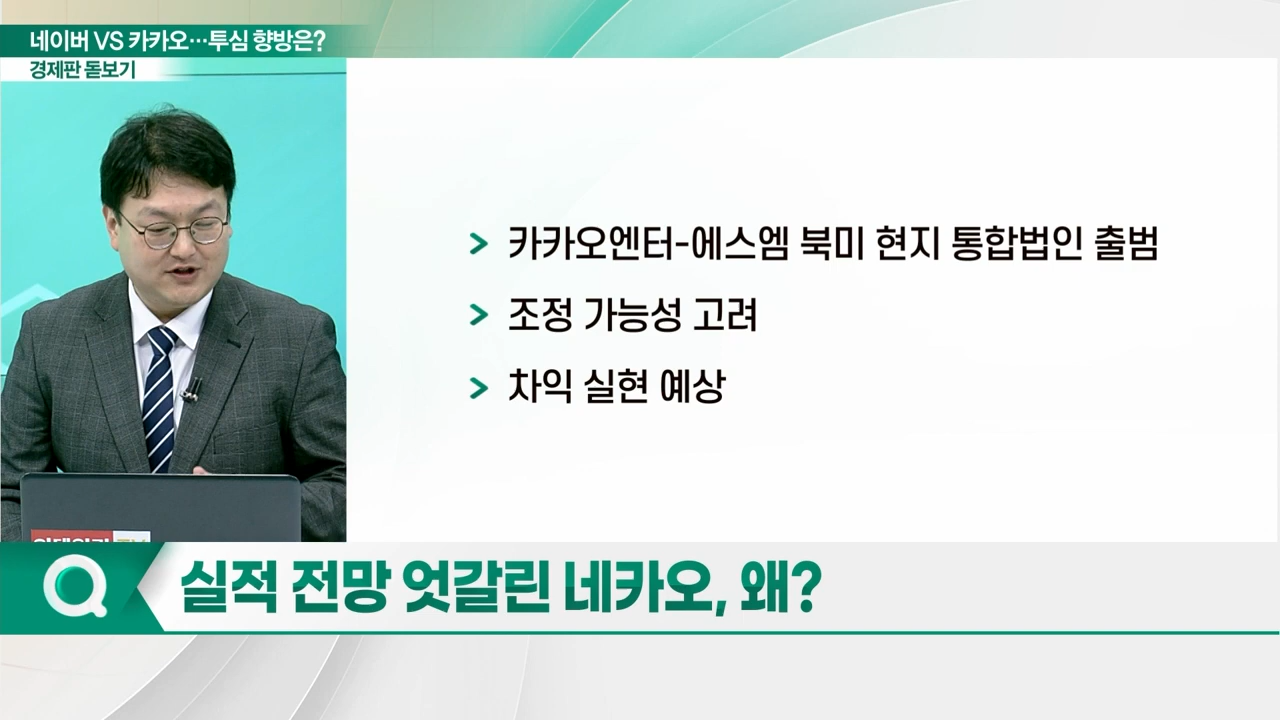 네이버 VS 카카오…투심 향방은?
경제판 돋보기
> 카카오엔터-에스엠 북미 현지 통합법인 출범
> 조정 가능성 고려
> 차익 실현 예상
실적 전망 엇갈린 네카오, 왜?